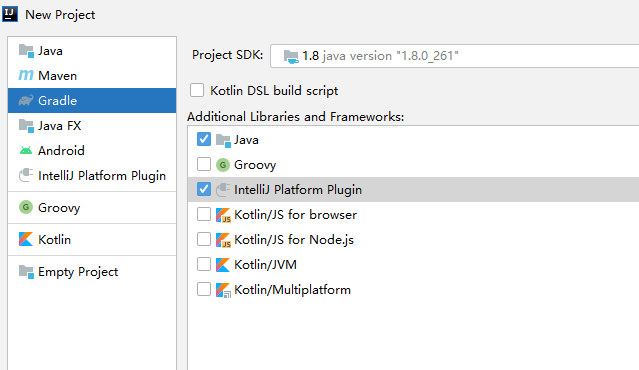 New Project
Java
Maven
Gradle
Java FX
Android
IntelliJ Platform Plugin
Groovy
Kotlin
Empty Project
Project SDK: 1.8 java version "1.8.0_261"
Kotlin DSL build script
Additional Libraries and Frameworks:
Java
Groovy
IntelliJ Platform Plugin
Kotlin/JS for browser
Kotlin/JS for Node.js
Kotlin/JVM
Kotlin/Multiplatform